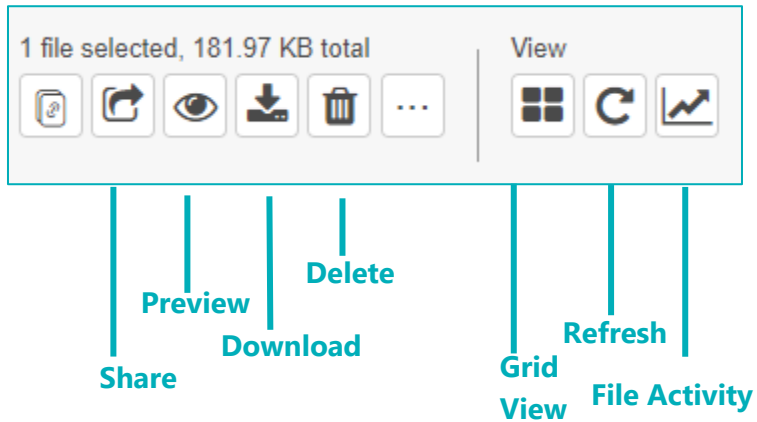 1 file selected, 181.97 KB total
View
...
Delete
Preview
Download
Refresh
Share
Grid
View
File Activity